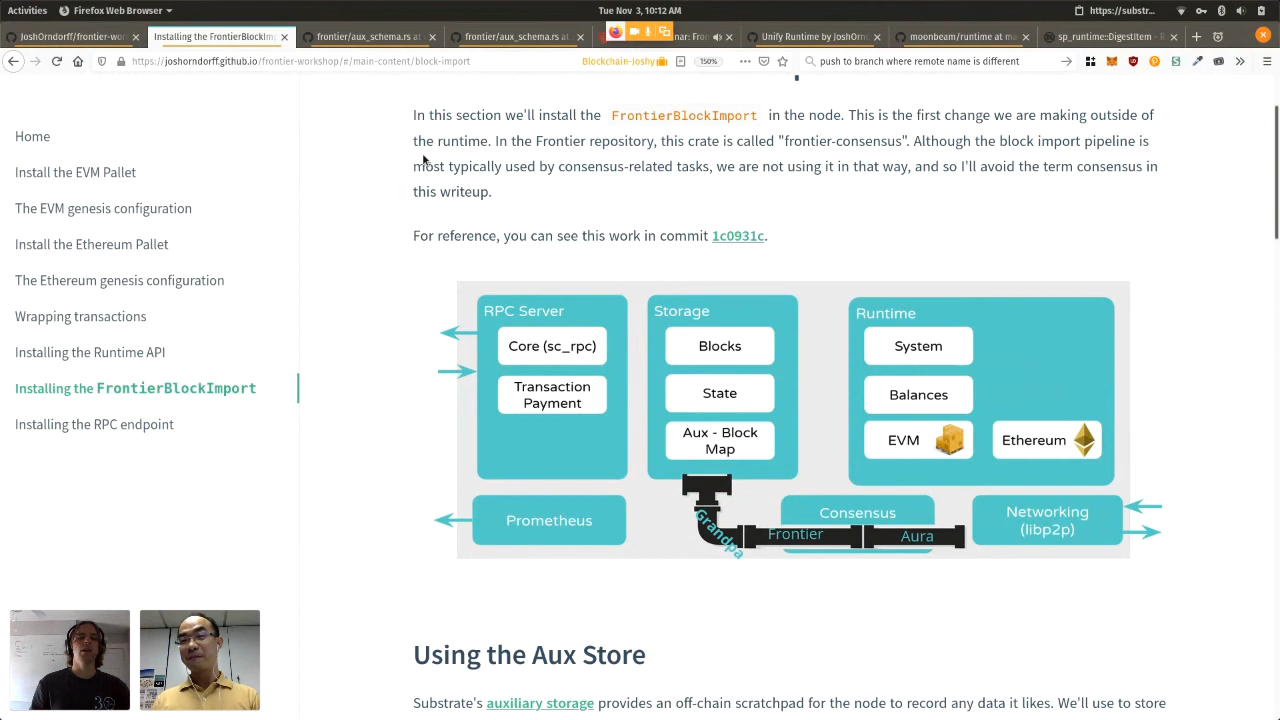 Activities
Firefox Web Browser
Tue Nov 3, 10:12 AM
https://substr…
JoshOrndorff/frontier-wor
Installing the FrontierBlockIm
frontier/aux_schema.rs at
frontier/aux_schema.rs at
nar: Fron
Unify Runtime by JoshOrn
moonbeam/runtime at ma
sp_runtime::DigestItem - R
https://joshorndorff.github.io/frontier-workshop/#/main-content/block-import
Blockchain-Joshy
150%
push to branch where remote name is different
Home
Install the EVM Pallet
The EVM genesis configuration
Install the Ethereum Pallet
The Ethereum genesis configuration
Wrapping transactions
Installing the Runtime API
Installing the FrontierBlockImport
Installing the RPC endpoint
In this section we'll install the FrontierBlockImport in the node. This is the first change we are making outside of
the runtime. In the Frontier repository, this crate is called "frontier-consensus". Although the block import pipeline is
most typically used by consensus-related tasks, we are not using it in that way, and so I'll avoid the term consensus in
this writeup.
For reference, you can see this work in commit 1c0931c.
RPC Server
Core (sc_rpc)
Transaction
Payment
Storage
Blocks
State
Aux - Block
Map
Runtime
System
Balances
EVM
Ethereum
Prometheus
Grandpa
Consensus
Frontier
Aura
Networking
(libp2p)
Using the Aux Store
Substrate's auxiliary storage provides an off-chain scratchpad for the node to record any data it likes. We'll use to store